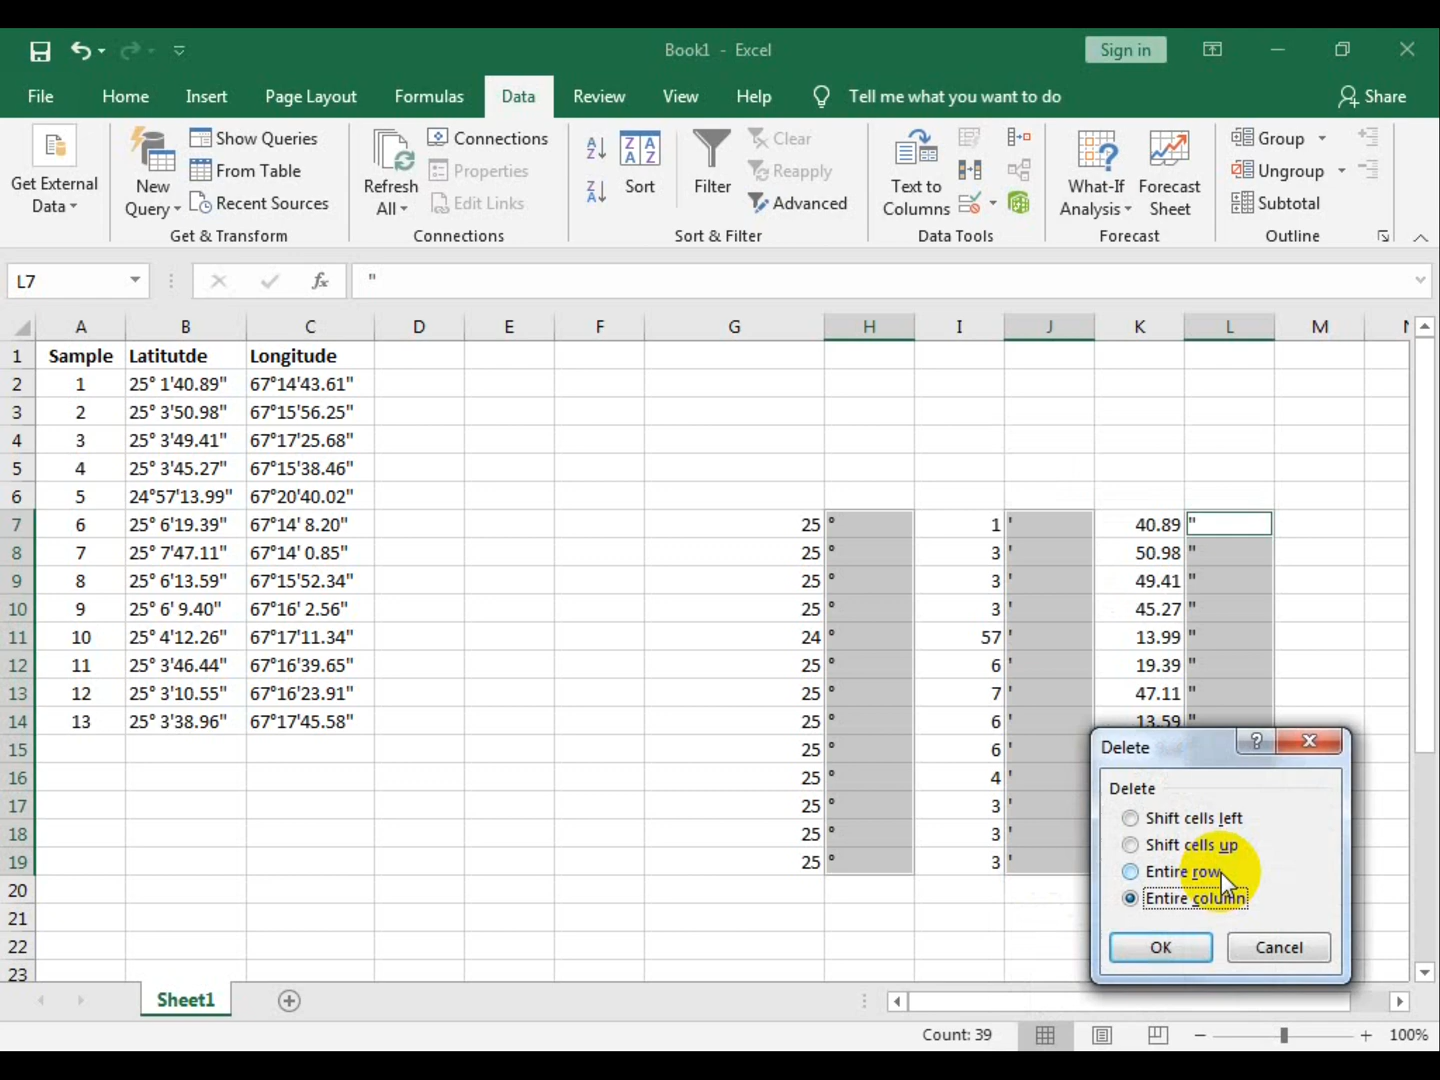 Book1 - Excel
Sign in
File Home Insert Page Layout Formulas Data Review View Help Tell me what you want to do Share
Get External Data
New Query
Show Queries
From Table
Recent Sources
Get & Transform
Refresh All
Connections
Properties
Edit Links
Connections
Sort
Filter
Clear
Reapply
Advanced
Sort & Filter
Text to Columns
Data Tools
What-If Analysis
Forecast Sheet
Forecast
Group
Ungroup
Subtotal
Outline
L7 fx "
A B C D E F G H I J K L M
1 Sample Latitutde Longitude
2 1 25° 1'40.89" 67°14'43.61"
3 2 25° 3'50.98" 67°15'56.25"
4 3 25° 3'49.41" 67°17'25.68"
5 4 25° 3'45.27" 67°15'38.46"
6 5 24°57'13.99" 67°20'40.02"
7 6 25° 6'19.39" 67°14' 8.20" 25 ° 1 ' 40.89 "
8 7 25° 7'47.11" 67°14' 0.85" 25 ° 3 ' 50.98 "
9 8 25° 6'13.59" 67°15'52.34" 25 ° 3 ' 49.41 "
10 9 25° 6' 9.40" 67°16' 2.56" 25 ° 3 ' 45.27 "
11 10 25° 4'12.26" 67°17'11.34" 24 ° 57 ' 13.99 "
12 11 25° 3'46.44" 67°16'39.65" 25 ° 6 ' 19.39 "
13 12 25° 3'10.55" 67°16'23.91" 25 ° 7 ' 47.11 "
14 13 25° 3'38.96" 67°17'45.58" 25 ° 6 ' 13.59 "
15 25 ° 6 '
16 25 ° 4 '
17 25 ° 3 '
18 25 ° 3 '
19 25 ° 3 '
20
21
22
23
Delete
Delete
Shift cells left
Shift cells up
Entire row
Entire column
OK Cancel
Sheet1
Count: 39 100%